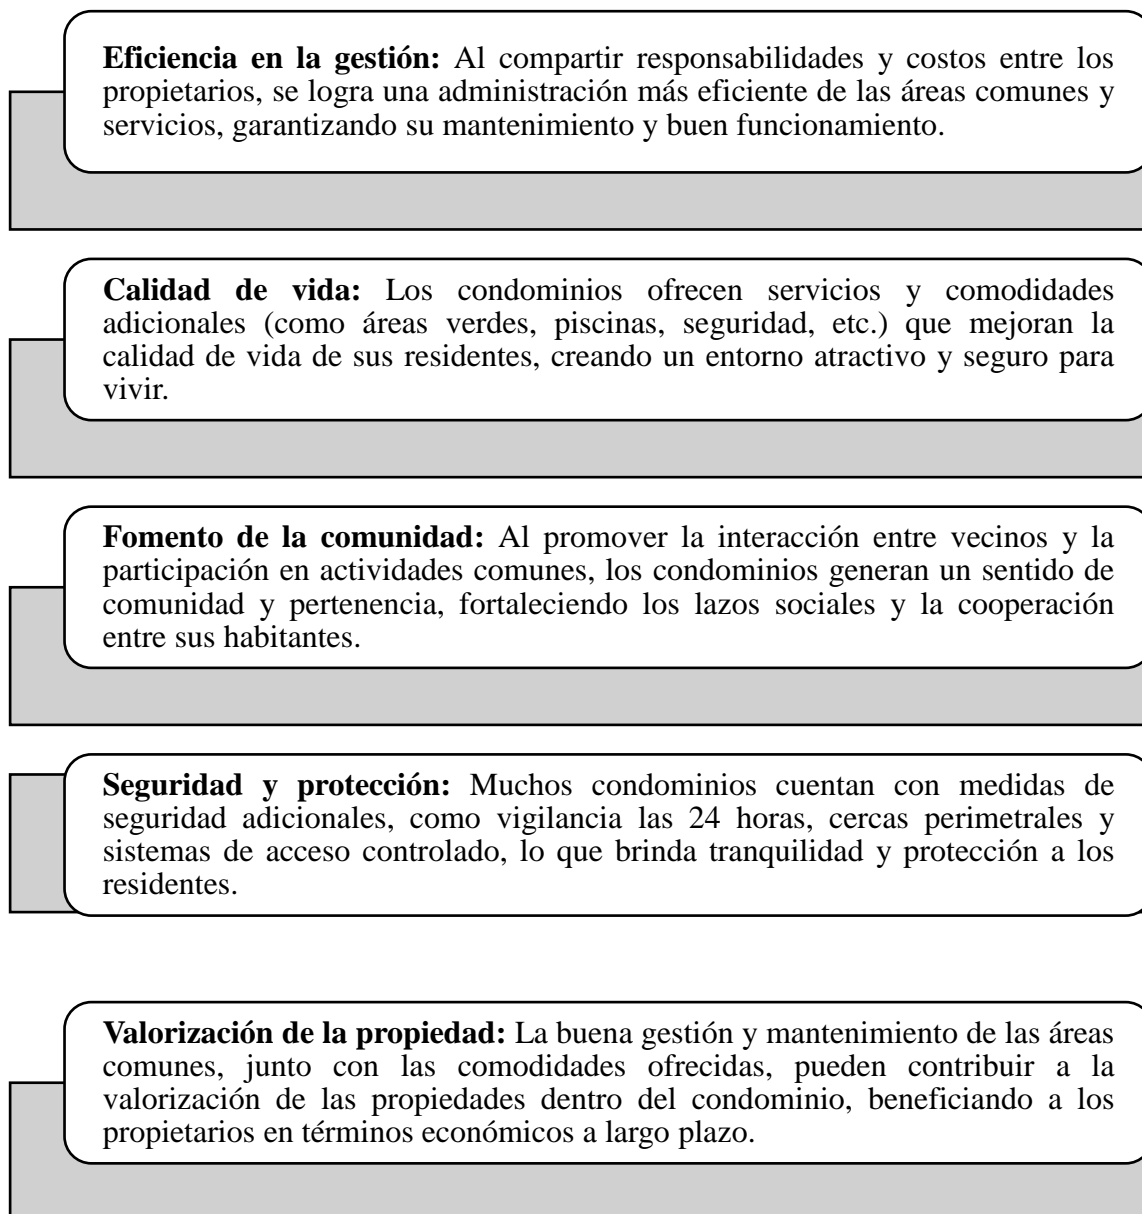 Eficiencia en la gestión: Al compartir responsabilidades y costos entre los
propietarios, se logra una administración más eficiente de las áreas comunes y
servicios, garantizando su mantenimiento y buen funcionamiento.
Calidad de vida: Los condominios ofrecen servicios y comodidades
adicionales (como áreas verdes, piscinas, seguridad, etc.) que mejoran la
calidad de vida de sus residentes, creando un entorno atractivo y seguro para
vivir.
Fomento de la comunidad: Al promover la interacción entre vecinos y la
participación en actividades comunes, los condominios generan un sentido de
comunidad y pertenencia, fortaleciendo los lazos sociales y la cooperación
entre sus habitantes.
Seguridad y protección: Muchos condominios cuentan con medidas de
seguridad adicionales, como vigilancia las 24 horas, cercas perimetrales y
sistemas de acceso controlado, lo que brinda tranquilidad y protección a los
residentes.
Valorización de la propiedad: La buena gestión y mantenimiento de las áreas
comunes, junto con las comodidades ofrecidas, pueden contribuir a la
valorización de las propiedades dentro del condominio, beneficiando a los
propietarios en términos económicos a largo plazo.